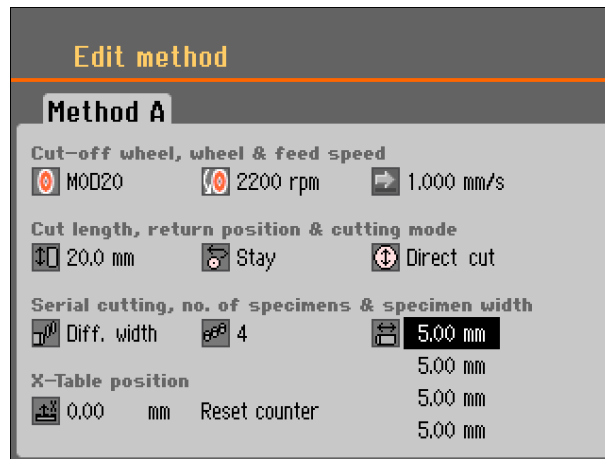 Edit method
Method A
Cut-off wheel, wheel & feed speed
MOD20 2200 rpm 1.000 mm/s
Cut length, return position & cutting mode
20.0 mm Stay Direct cut
Serial cutting, no. of specimens & specimen width
Diff. width 4 5.00 mm
5.00 mm
X-Table position
5.00 mm
0.00 mm Reset counter
5.00 mm